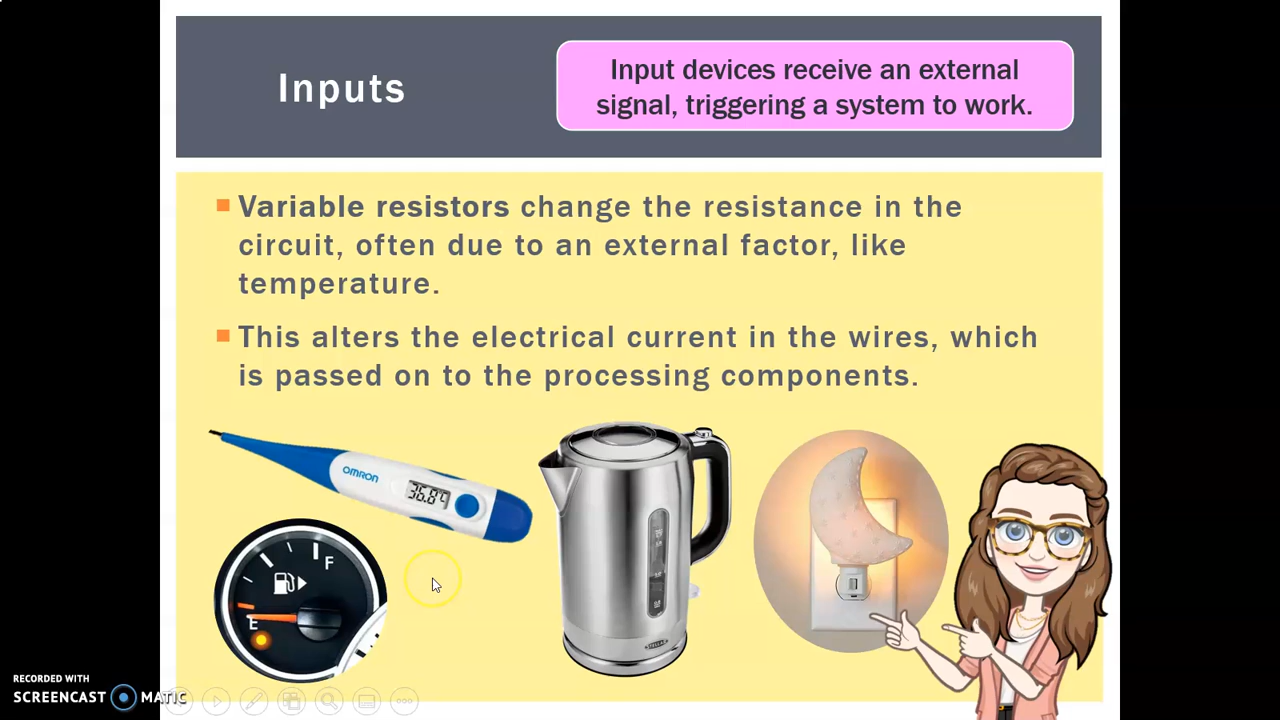 Inputs
Input devices receive an external
signal, triggering a system to work.
Variable resistors change the resistance in the
circuit, often due to an external factor, like
temperature.
This alters the electrical current in the wires, which
is passed on to the processing components.
OMRON
36.8°C
F
E
RECORDED WITH
SCREENCAST MATIC